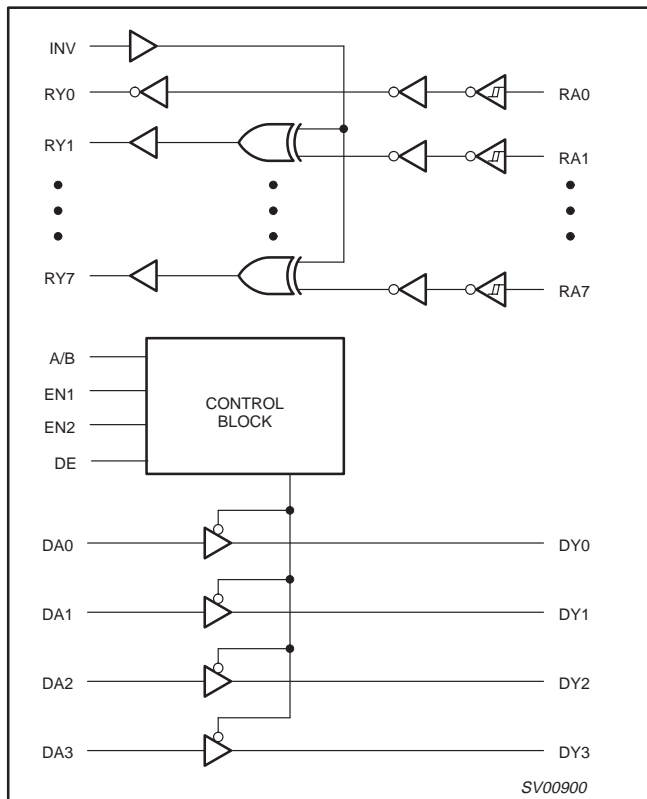 INV
RY0 RA0
RY1 RA1
RY7 RA7
A/B
EN1
EN2
DE
CONTROL
BLOCK
DA0 DY0
DA1 DY1
DA2 DY2
DA3 DY3
SV00900